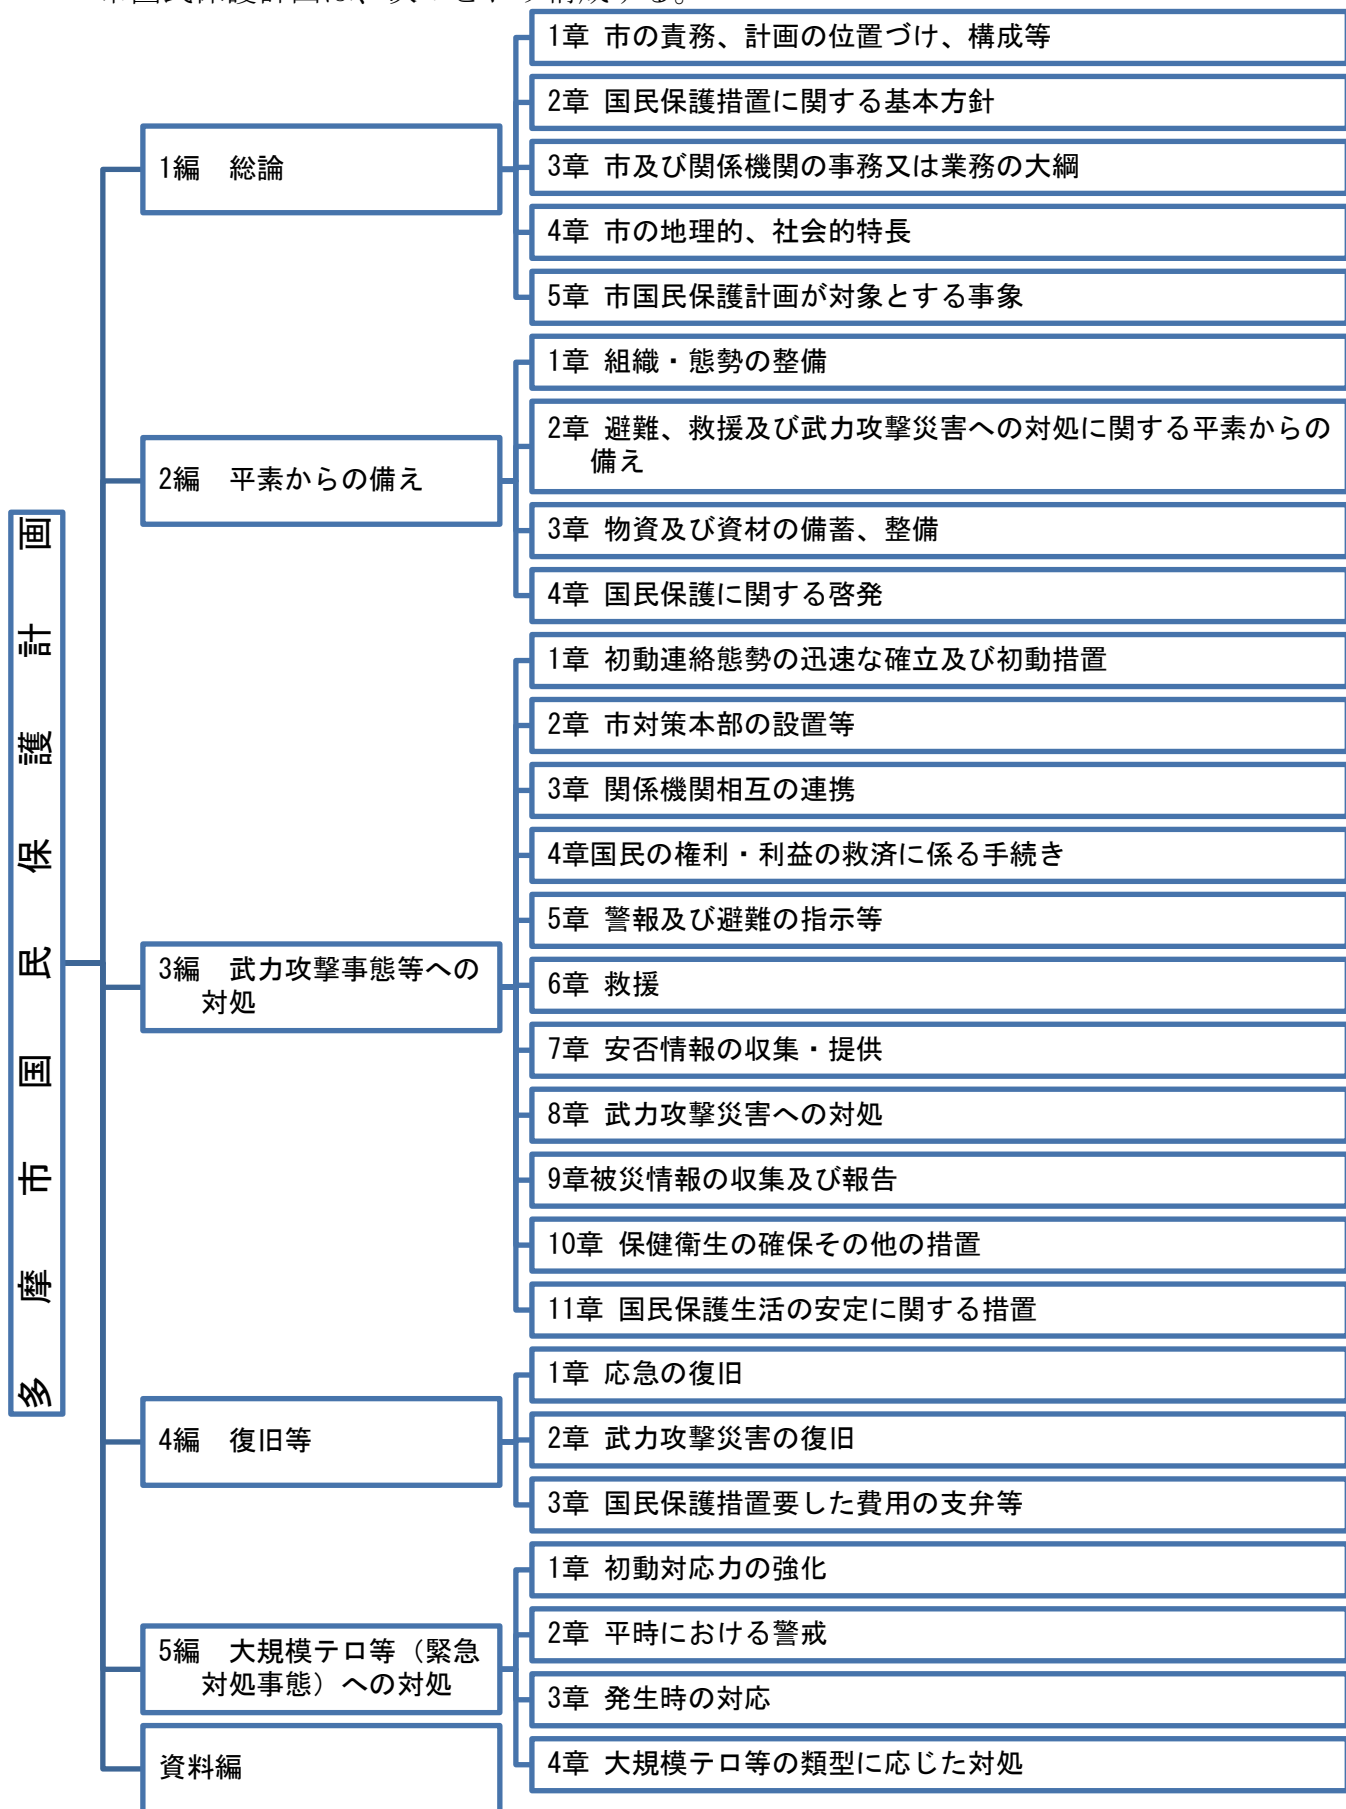 市国民保護計画は、次のとおり構成する。
多摩市国民保護計画
1編　総論
1章 市の責務、計画の位置づけ、構成等
2章 国民保護措置に関する基本方針
3章 市及び関係機関の事務又は業務の大綱
4章 市の地理的、社会的特長
5章 市国民保護計画が対象とする事象
2編　平素からの備え
1章 組織・態勢の整備
2章 避難、救援及び武力攻撃災害への対処に関する平素からの
備え
3章 物資及び資材の備蓄、整備
4章 国民保護に関する啓発
3編　武力攻撃事態等への
対処
1章 初動連絡態勢の迅速な確立及び初動措置
2章 市対策本部の設置等
3章 関係機関相互の連携
4章国民の権利・利益の救済に係る手続き
5章 警報及び避難の指示等
6章 救援
7章 安否情報の収集・提供
8章 武力攻撃災害への対処
9章被災情報の収集及び報告
10章 保健衛生の確保その他の措置
11章 国民保護生活の安定に関する措置
4編　復旧等
1章 応急の復旧
2章 武力攻撃災害の復旧
3章 国民保護措置要した費用の支弁等
5編　大規模テロ等（緊急
対処事態）への対処
1章 初動対応力の強化
2章 平時における警戒
3章 発生時の対応
4章 大規模テロ等の類型に応じた対処
資料編